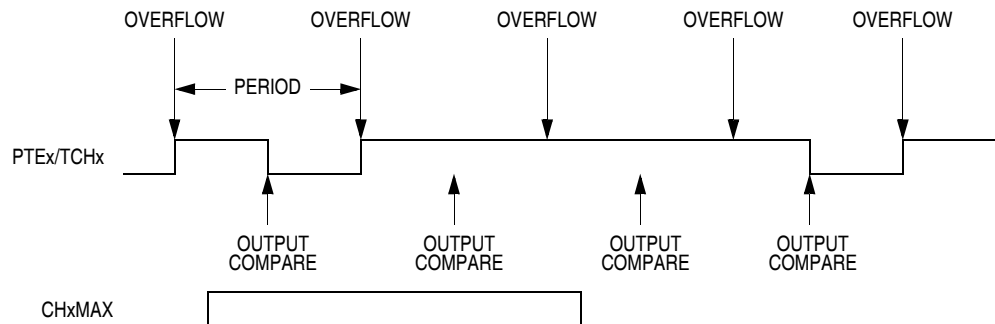 OVERFLOW OVERFLOW OVERFLOW OVERFLOW OVERFLOW
PERIOD
PTEx/TCHx
OUTPUT
COMPARE
OUTPUT
COMPARE
OUTPUT
COMPARE
OUTPUT
COMPARE
CHxMAX